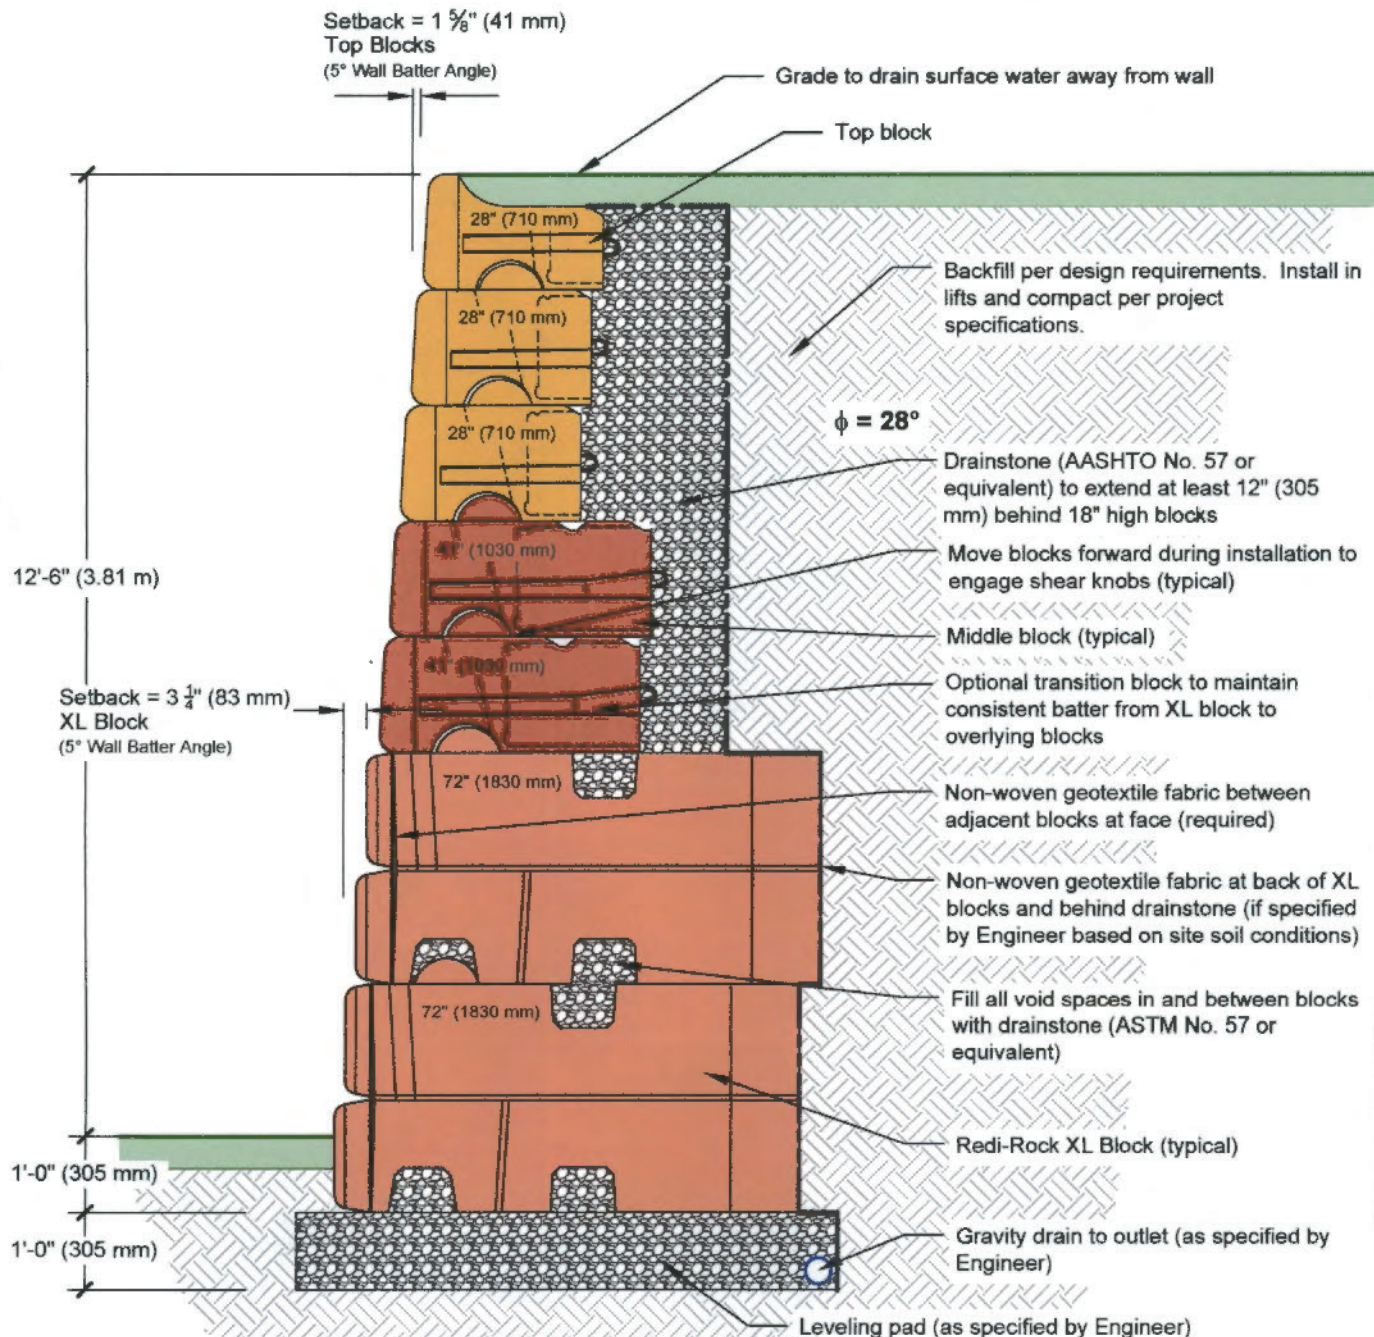 Setback = 1 ⅝" (41 mm)
Top Blocks
(5° Wall Batter Angle)
Grade to drain surface water away from wall
Top block
28" (710 mm)
Backfill per design requirements. Install in
lifts and compact per project
specifications.
28" (710 mm)
ϕ = 28°
28" (710 mm)
Drainstone (AASHTO No. 57 or
equivalent) to extend at least 12" (305
mm) behind 18" high blocks
41" (1030 mm)
Move blocks forward during installation to
engage shear knobs (typical)
12'-6" (3.81 m)
Middle block (typical)
41" (1030 mm)
Setback = 3 ¼" (83 mm)
XL Block
(5° Wall Batter Angle)
Optional transition block to maintain
consistent batter from XL block to
overlying blocks
72" (1830 mm)
Non-woven geotextile fabric between
adjacent blocks at face (required)
Non-woven geotextile fabric at back of XL
blocks and behind drainstone (if specified
by Engineer based on site soil conditions)
72" (1830 mm)
Fill all void spaces in and between blocks
with drainstone (ASTM No. 57 or
equivalent)
Redi-Rock XL Block (typical)
1'-0" (305 mm)
1'-0" (305 mm)
Gravity drain to outlet (as specified by
Engineer)
Leveling pad (as specified by Engineer)